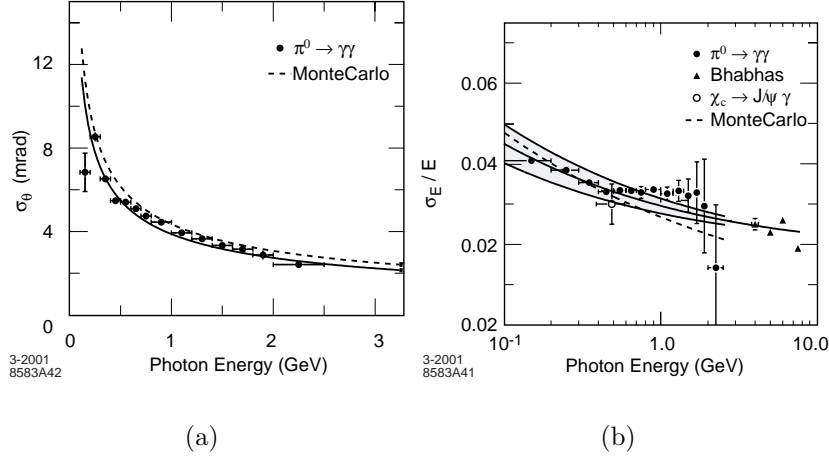 12
8
4
0
σθ (mrad)
π⁰ → γγ
MonteCarlo
0 1 2 3
Photon Energy (GeV)
3-2001
8583A42
(a)
0.06
0.04
0.02
0.02
σE / E
π⁰ → γγ
Bhabhas
χc → J/ψ γ
MonteCarlo
10⁻¹ 1.0 10.0
Photon Energy (GeV)
3-2001
8583A41
(b)